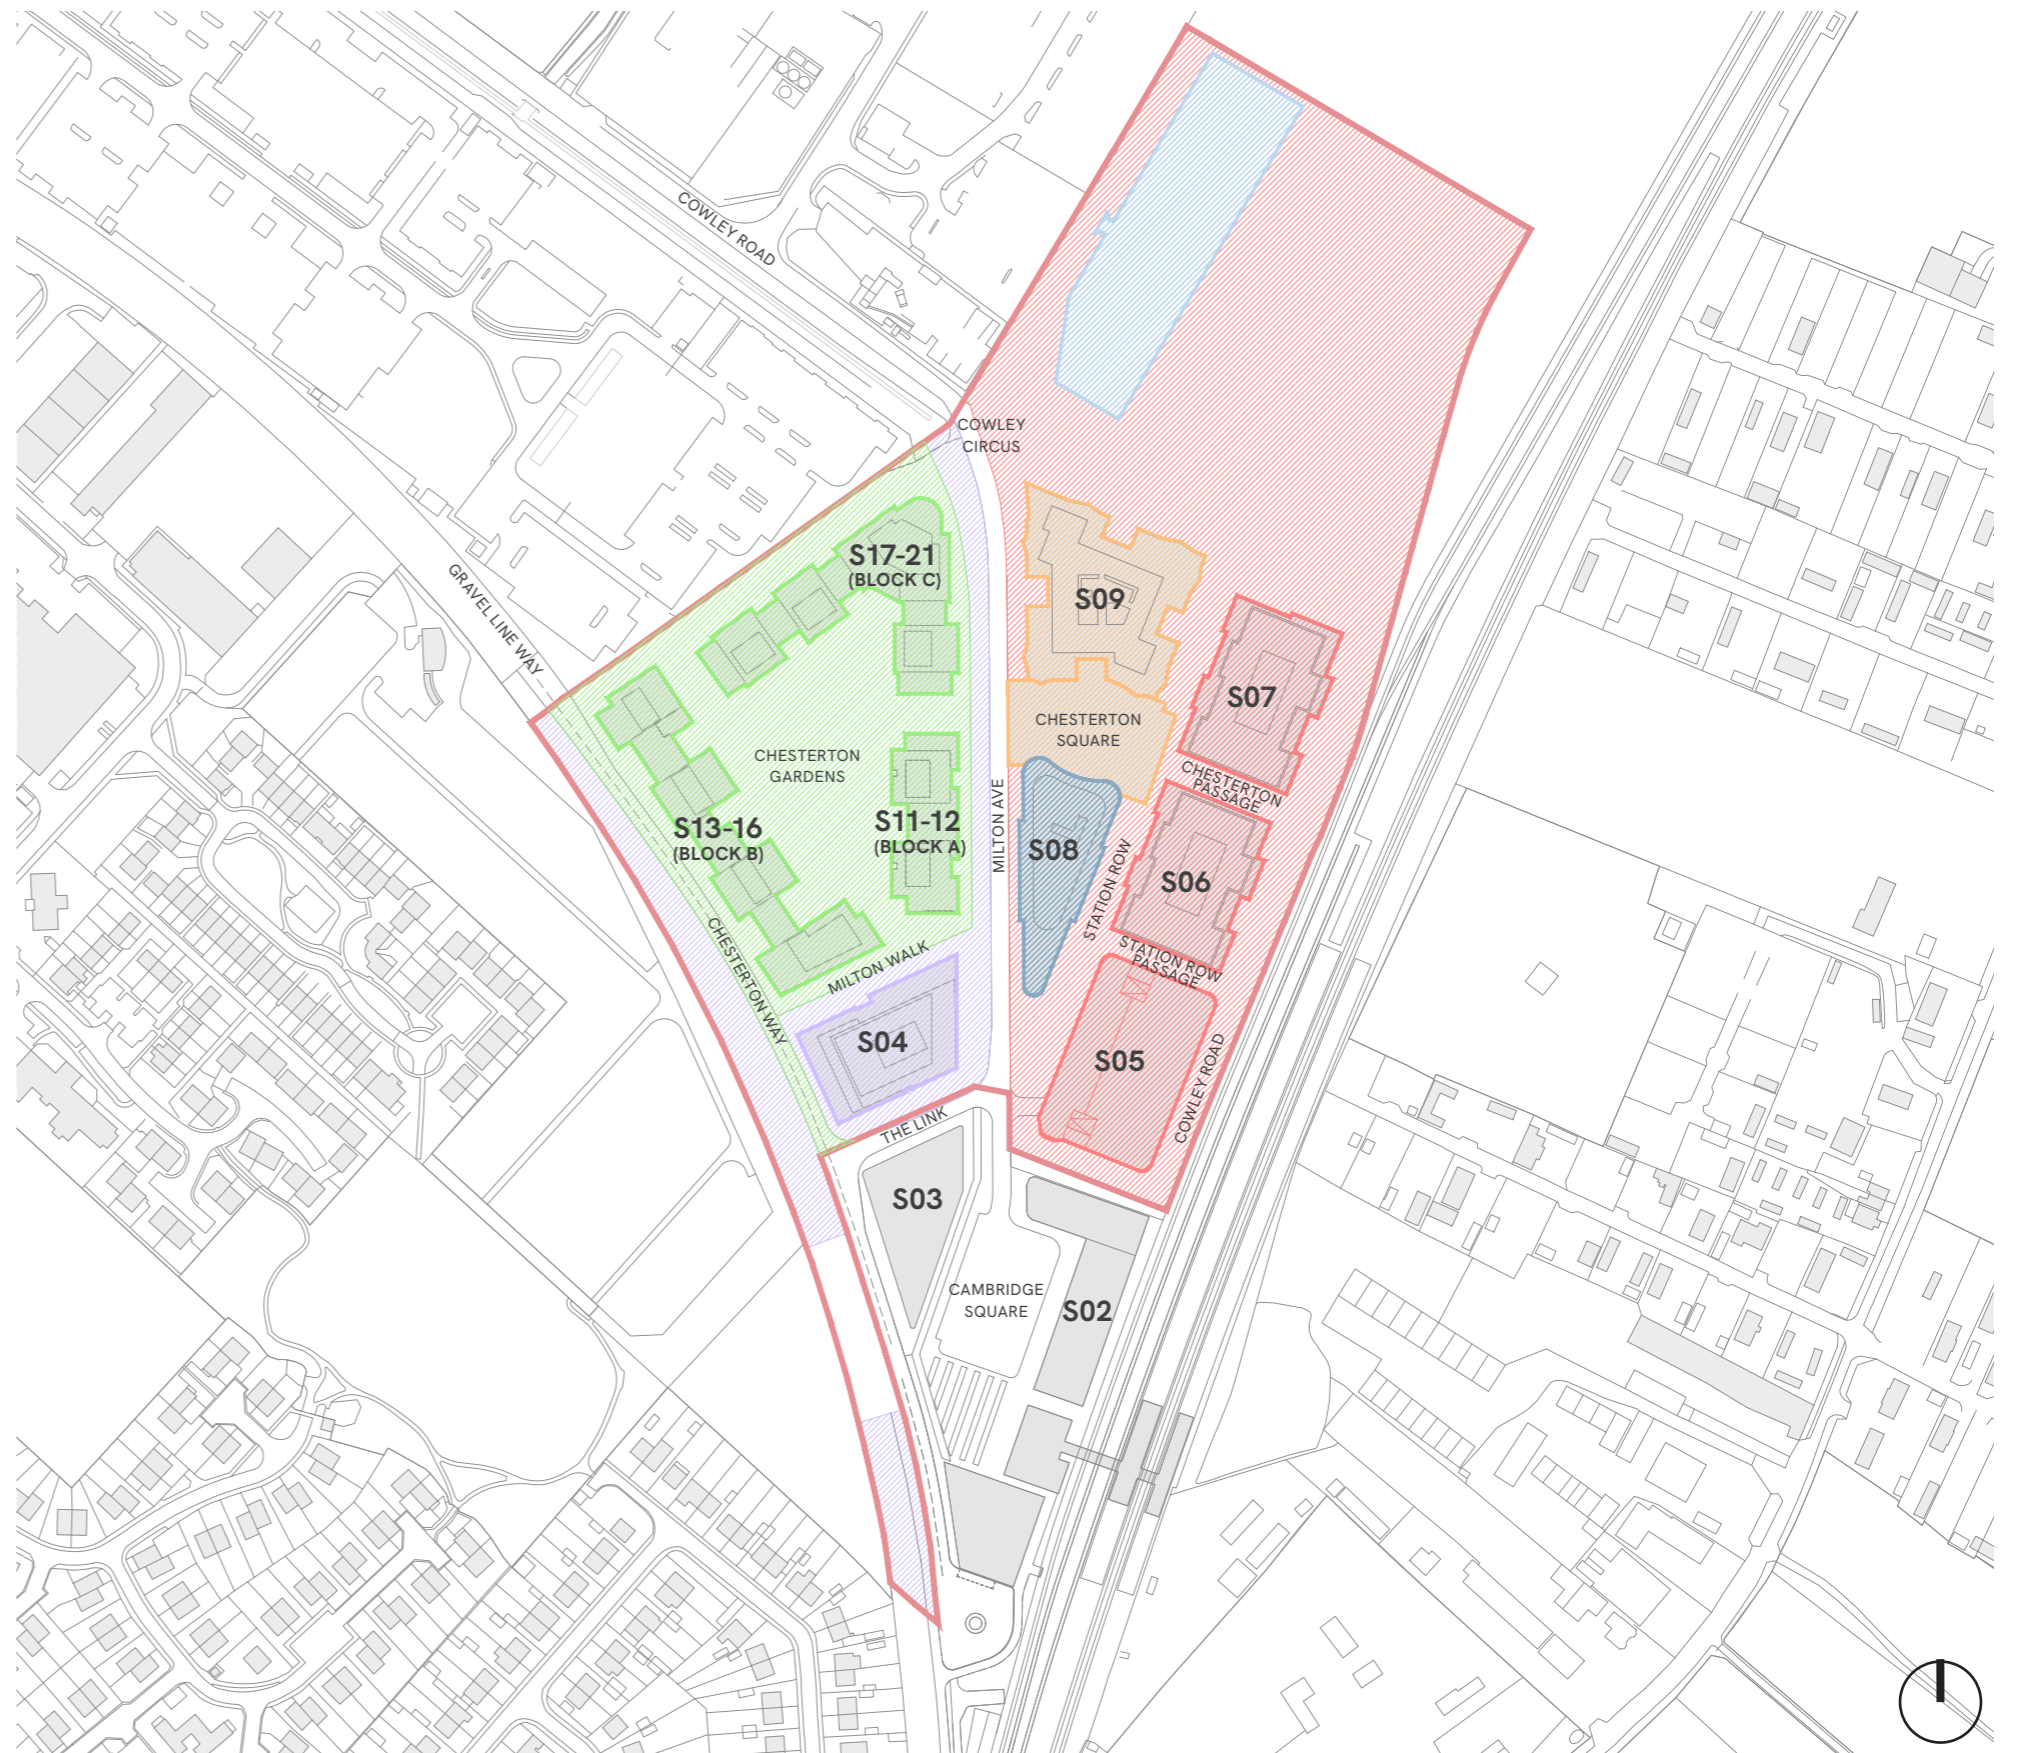 COWLEY ROAD
COWLEY
CIRCUS
S17-21
(BLOCK C)
GRAVEL LINE WAY
S09
S07
CHESTERTON
SQUARE
CHESTERTON
GARDENS
CHESTERTON
PASSAGE
MILTON AVE
S13-16
(BLOCK B)
S11-12
(BLOCK A)
S08
STATION ROW
S06
CHESTERTON WAY
MILTON WALK
STATION ROW
PASSAGE
S04
S05
COWLEY ROAD
THE LINK
S03
CAMBRIDGE
SQUARE
S02